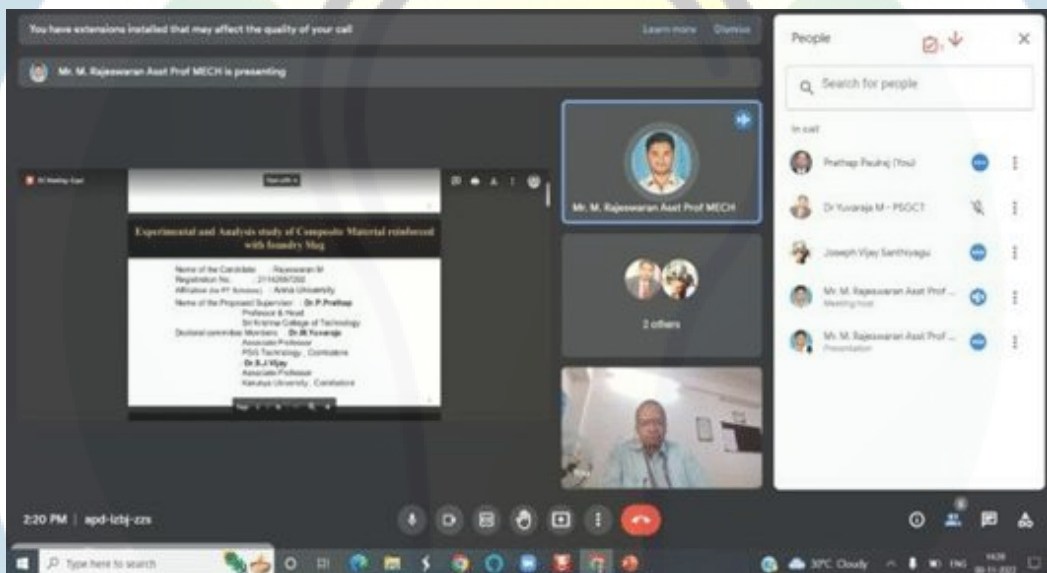 You have extensions installed that may affect the quality of your call
Learn more Dismiss
Mr. M. Rajeswaran Asst Prof MECH is presenting
Experimental and Analysis study of Composite Material reinforced
with foundry Slag
Name of the Candidate : Rajeswaran M
Registration No. :
Affiliation : Anna University
Name of the Proposed Supervisor : Dr.P.Prathap
Professor & Head
Sri Krishna College of Technology
Doctoral committee Members : Dr.M.Yuvaraja
Associate Professor
PSG Technology, Coimbatore
Dr.S.J.Vijay
Associate Professor
Karunya University, Coimbatore
Page
Mr. M. Rajeswaran Asst Prof MECH
2 others
You
People
Search for people
In call
Prathap Paulraj (You)
Dr Yuvaraja M - PSGCT
Joseph Vijay Santhiyagu
Mr. M. Rajeswaran Asst Prof ...
Meeting host
Mr. M. Rajeswaran Asst Prof ...
Presentation
2:20 PM | apd-lzbj-zzs
Type here to search
30°C Cloudy
ENG